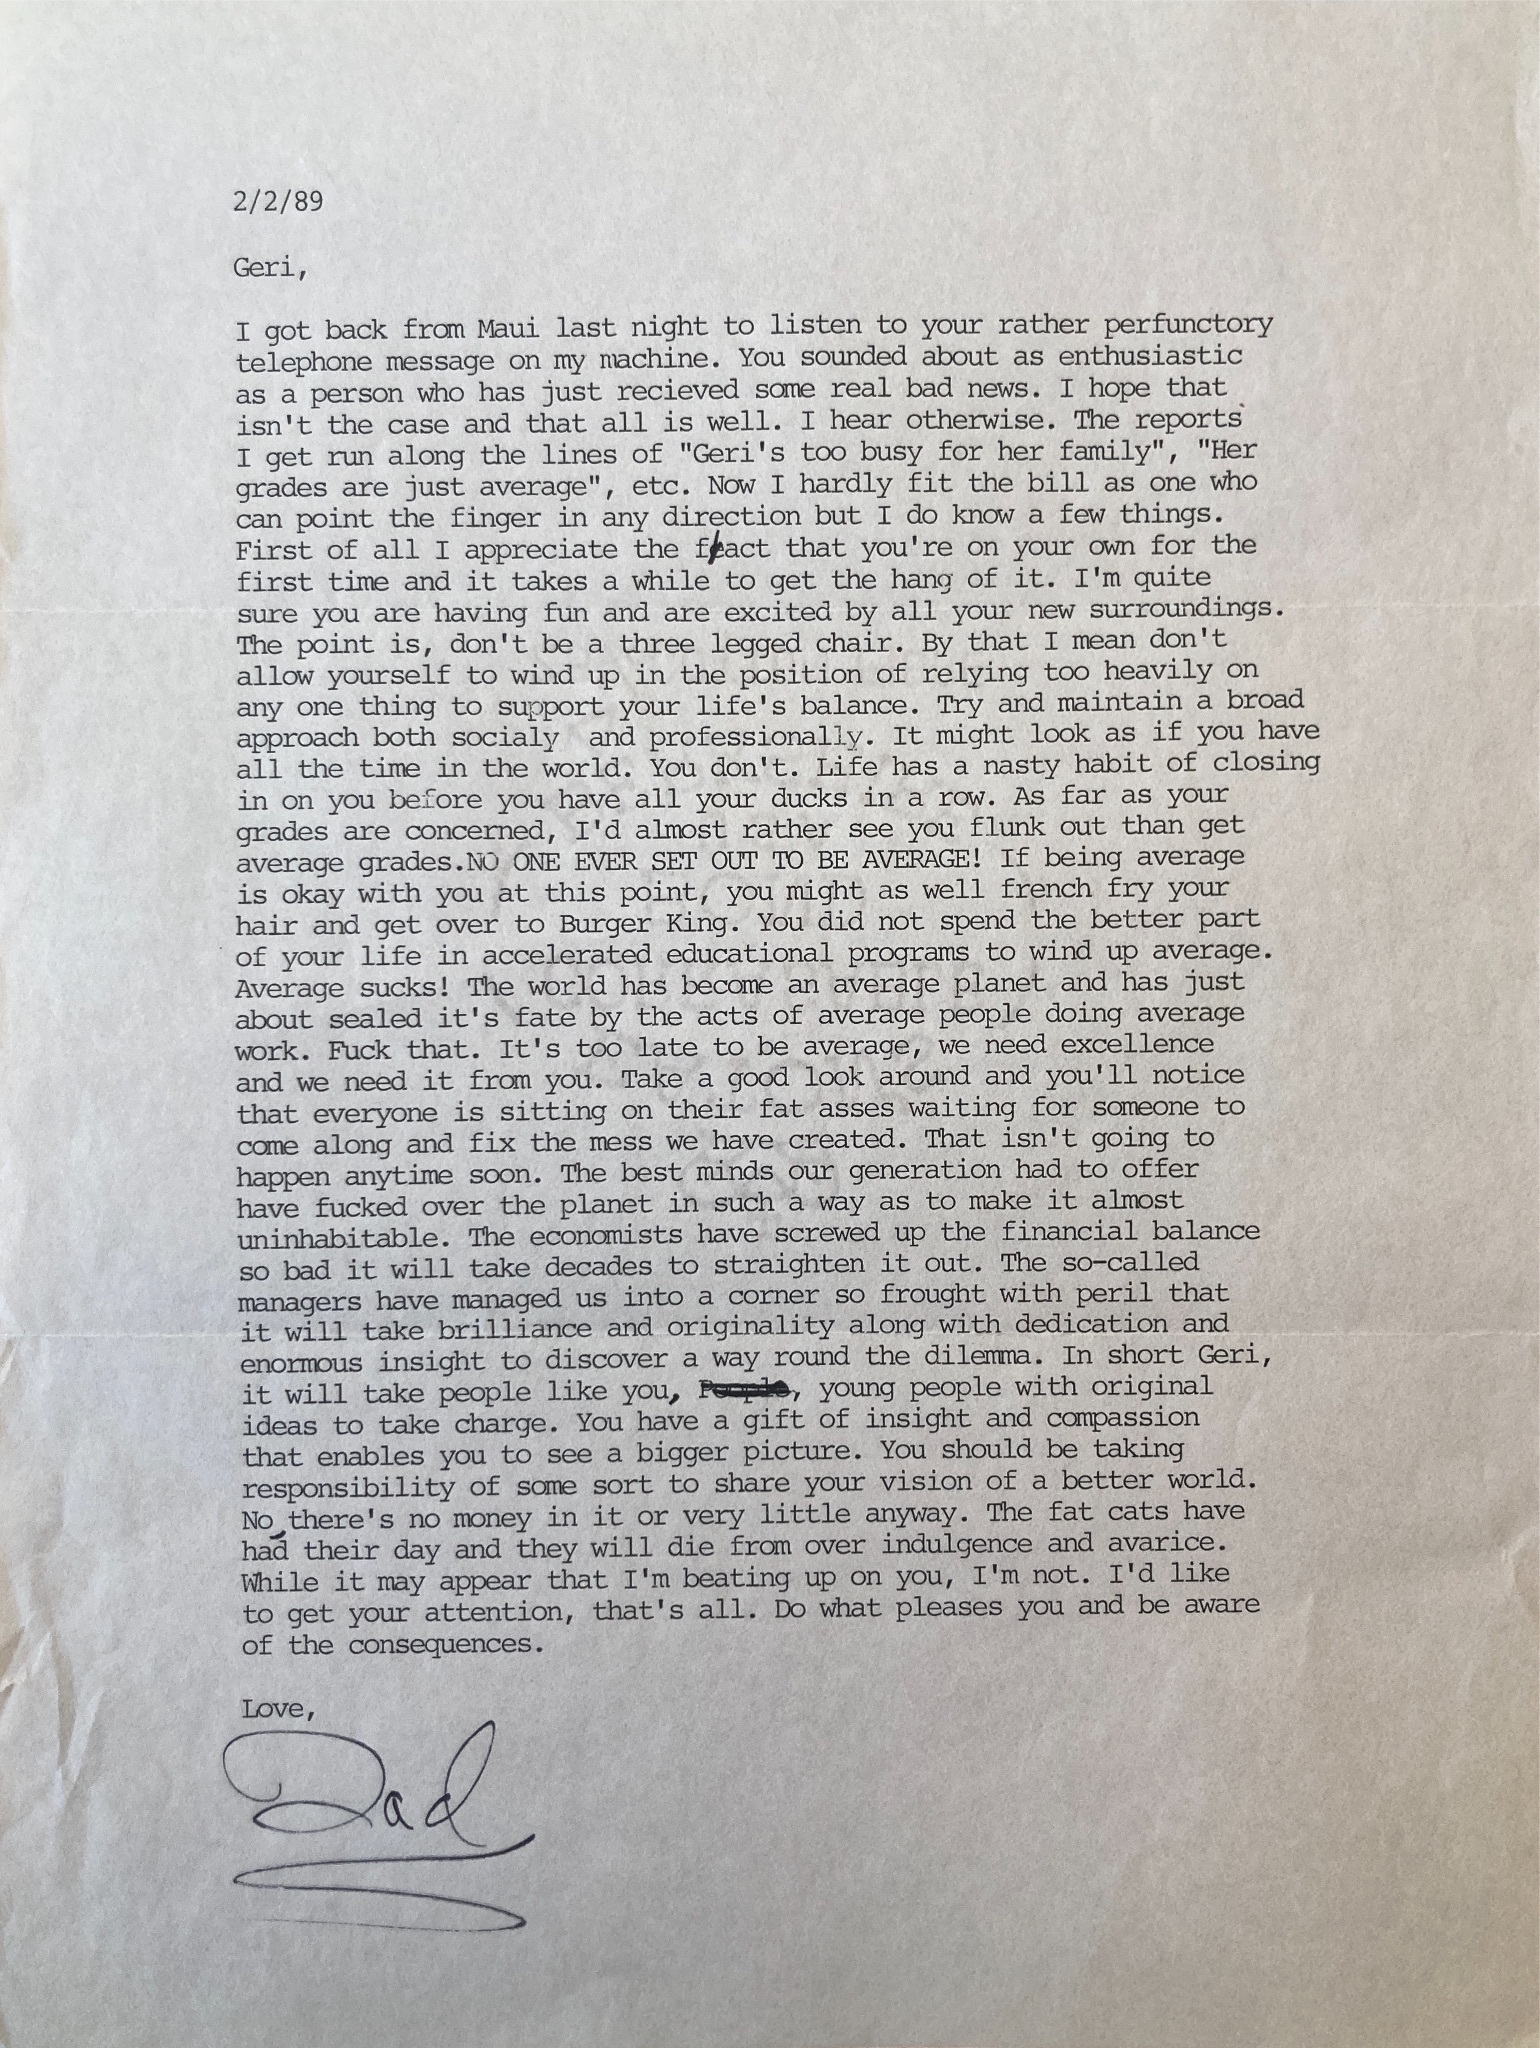 2/2/89
Geri,
I got back from Maui last night to listen to your rather perfunctory
telephone message on my machine. You sounded about as enthusiastic
as a person who has just recieved some real bad news. I hope that
isn't the case and that all is well. I hear otherwise. The reports
I get run along the lines of "Geri's too busy for her family", "Her
grades are just average", etc. Now I hardly fit the bill as one who
can point the finger in any direction but I do know a few things.
First of all I appreciate the fact that you're on your own for the
first time and it takes a while to get the hang of it. I'm quite
sure you are having fun and are excited by all your new surroundings.
The point is, don't be a three legged chair. By that I mean don't
allow yourself to wind up in the position of relying too heavily on
any one thing to support your life's balance. Try and maintain a broad
approach both socialy  and professionally. It might look as if you have
all the time in the world. You don't. Life has a nasty habit of closing
in on you before you have all your ducks in a row. As far as your
grades are concerned, I'd almost rather see you flunk out than get
average grades.NO ONE EVER SET OUT TO BE AVERAGE! If being average
is okay with you at this point, you might as well french fry your
hair and get over to Burger King. You did not spend the better part
of your life in accelerated educational programs to wind up average.
Average sucks! The world has become an average planet and has just
about sealed it's fate by the acts of average people doing average
work. Fuck that. It's too late to be average, we need excellence
and we need it from you. Take a good look around and you'll notice
that everyone is sitting on their fat asses waiting for someone to
come along and fix the mess we have created. That isn't going to
happen anytime soon. The best minds our generation had to offer
have fucked over the planet in such a way as to make it almost
uninhabitable. The economists have screwed up the financial balance
so bad it will take decades to straighten it out. The so-called
managers have managed us into a corner so frought with peril that
it will take brilliance and originality along with dedication and
enormous insight to discover a way round the dilemma. In short Geri,
it will take people like you, People, young people with original
ideas to take charge. You have a gift of insight and compassion
that enables you to see a bigger picture. You should be taking
responsibility of some sort to share your vision of a better world.
No, there's no money in it or very little anyway. The fat cats have
had their day and they will die from over indulgence and avarice.
While it may appear that I'm beating up on you, I'm not. I'd like
to get your attention, that's all. Do what pleases you and be aware
of the consequences.
Love,
Dad